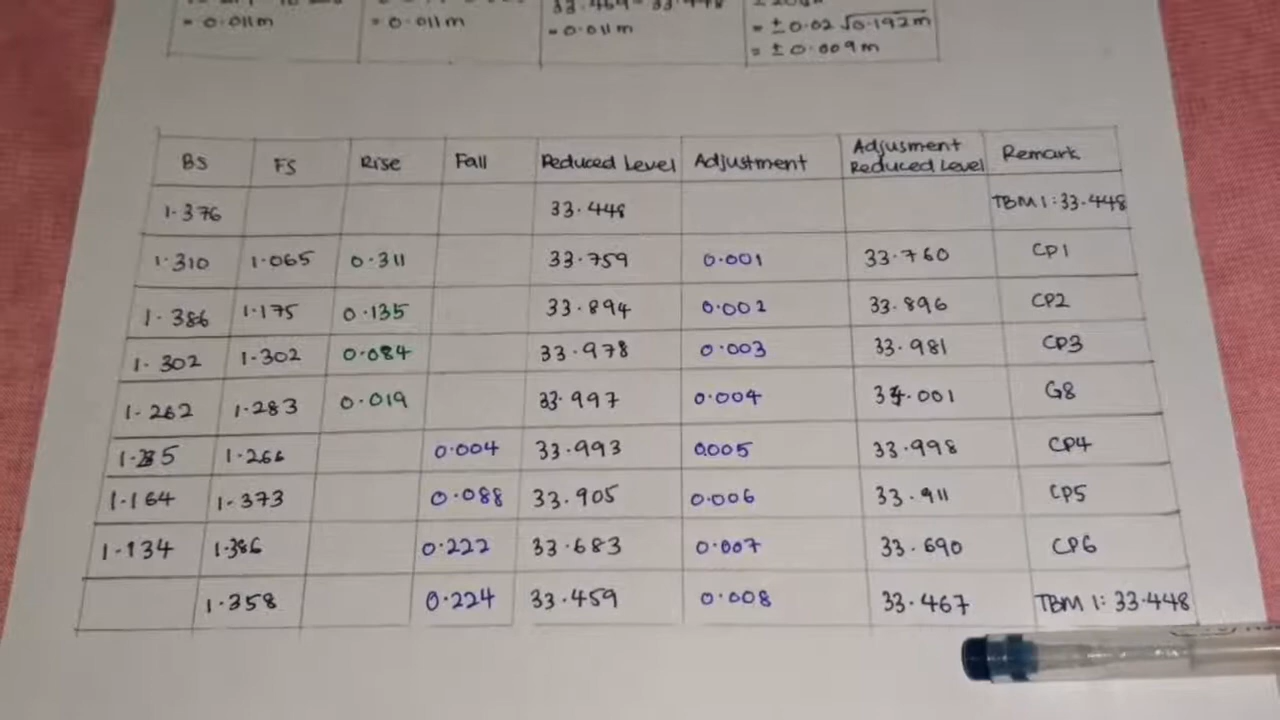 = 0.011m = 0.011m = 0.011m = ±0.02 √0.192m
= ±0.009m
BS FS Rise Fall Reduced Level Adjustment Adjusment Reduced Level Remark
1.376 33.448 TBM 1: 33.448
1.310 1.065 0.311 33.759 0.001 33.760 CP1
1.386 1.175 0.135 33.894 0.002 33.896 CP2
1.302 1.302 0.084 33.978 0.003 33.981 CP3
1.262 1.283 0.019 33.997 0.004 34.001 G8
1.285 1.266 0.004 33.993 0.005 33.998 CP4
1.164 1.373 0.088 33.905 0.006 33.911 CP5
1.134 1.386 0.222 33.683 0.007 33.690 CP6
1.358 0.224 33.459 0.008 33.467 TBM 1: 33.448